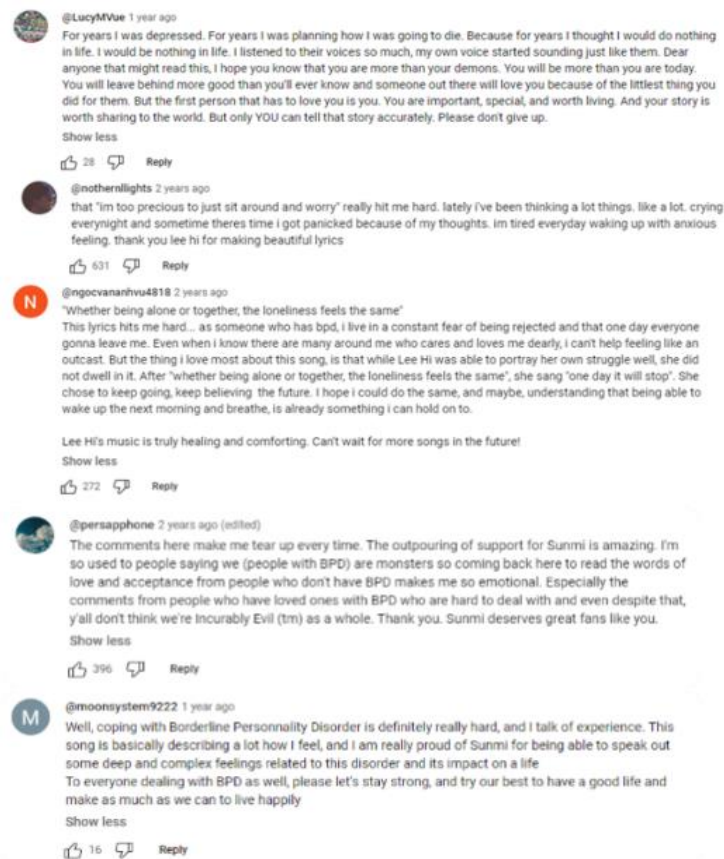 @LucyMVue 1 year ago
For years I was depressed. For years I was planning how I was going to die. Because for years I thought I would do nothing
in life. I would be nothing in life. I listened to their voices so much, my own voice started sounding just like them. Dear
anyone that might read this, I hope you know that you are more than your demons. You will be more than you are today.
You will leave behind more good than you'll ever know and someone out there will love you because of the littlest thing you
did for them. But the first person that has to love you is you. You are important, special, and worth living. And your story is
worth sharing to the world. But only YOU can tell that story accurately. Please don't give up.
Show less
28 Reply
@nothernllights 2 years ago
that "im too precious to just sit around and worry" really hit me hard. lately i've been thinking a lot things. like a lot. crying
everynight and sometime theres time i got panicked because of my thoughts. im tired everyday waking up with anxious
feeling. thank you lee hi for making beautiful lyrics
631 Reply
N
@ngocvananhvu4818 2 years ago
"Whether being alone or together, the loneliness feels the same"
This lyrics hits me hard... as someone who has bpd, i live in a constant fear of being rejected and that one day everyone
gonna leave me. Even when i know there are many around me who cares and loves me dearly, i can't help feeling like an
outcast. But the thing i love most about this song, is that while Lee Hi was able to portray her own struggle well, she did
not dwell in it. After "whether being alone or together, the loneliness feels the same", she sang "one day it will stop". She
chose to keep going, keep believing the future. I hope i could do the same, and maybe, understanding that being able to
wake up the next morning and breathe, is already something i can hold on to.
Lee Hi's music is truly healing and comforting. Can't wait for more songs in the future!
Show less
272 Reply
@persapphone 2 years ago (edited)
The comments here make me tear up every time. The outpouring of support for Sunmi is amazing. I'm
so used to people saying we (people with BPD) are monsters so coming back here to read the words of
love and acceptance from people who don't have BPD makes me so emotional. Especially the
comments from people who have loved ones with BPD who are hard to deal with and even despite that,
y'all don't think we're Incurably Evil (tm) as a whole. Thank you. Sunmi deserves great fans like you.
Show less
396 Reply
M
@moonsystem9222 1 year ago
Well, coping with Borderline Personnality Disorder is definitely really hard, and I talk of experience. This
song is basically describing a lot how I feel, and I am really proud of Sunmi for being able to speak out
some deep and complex feelings related to this disorder and its impact on a life
To everyone dealing with BPD as well, please let's stay strong, and try our best to have a good life and
make as much as we can to live happily
Show less
16 Reply